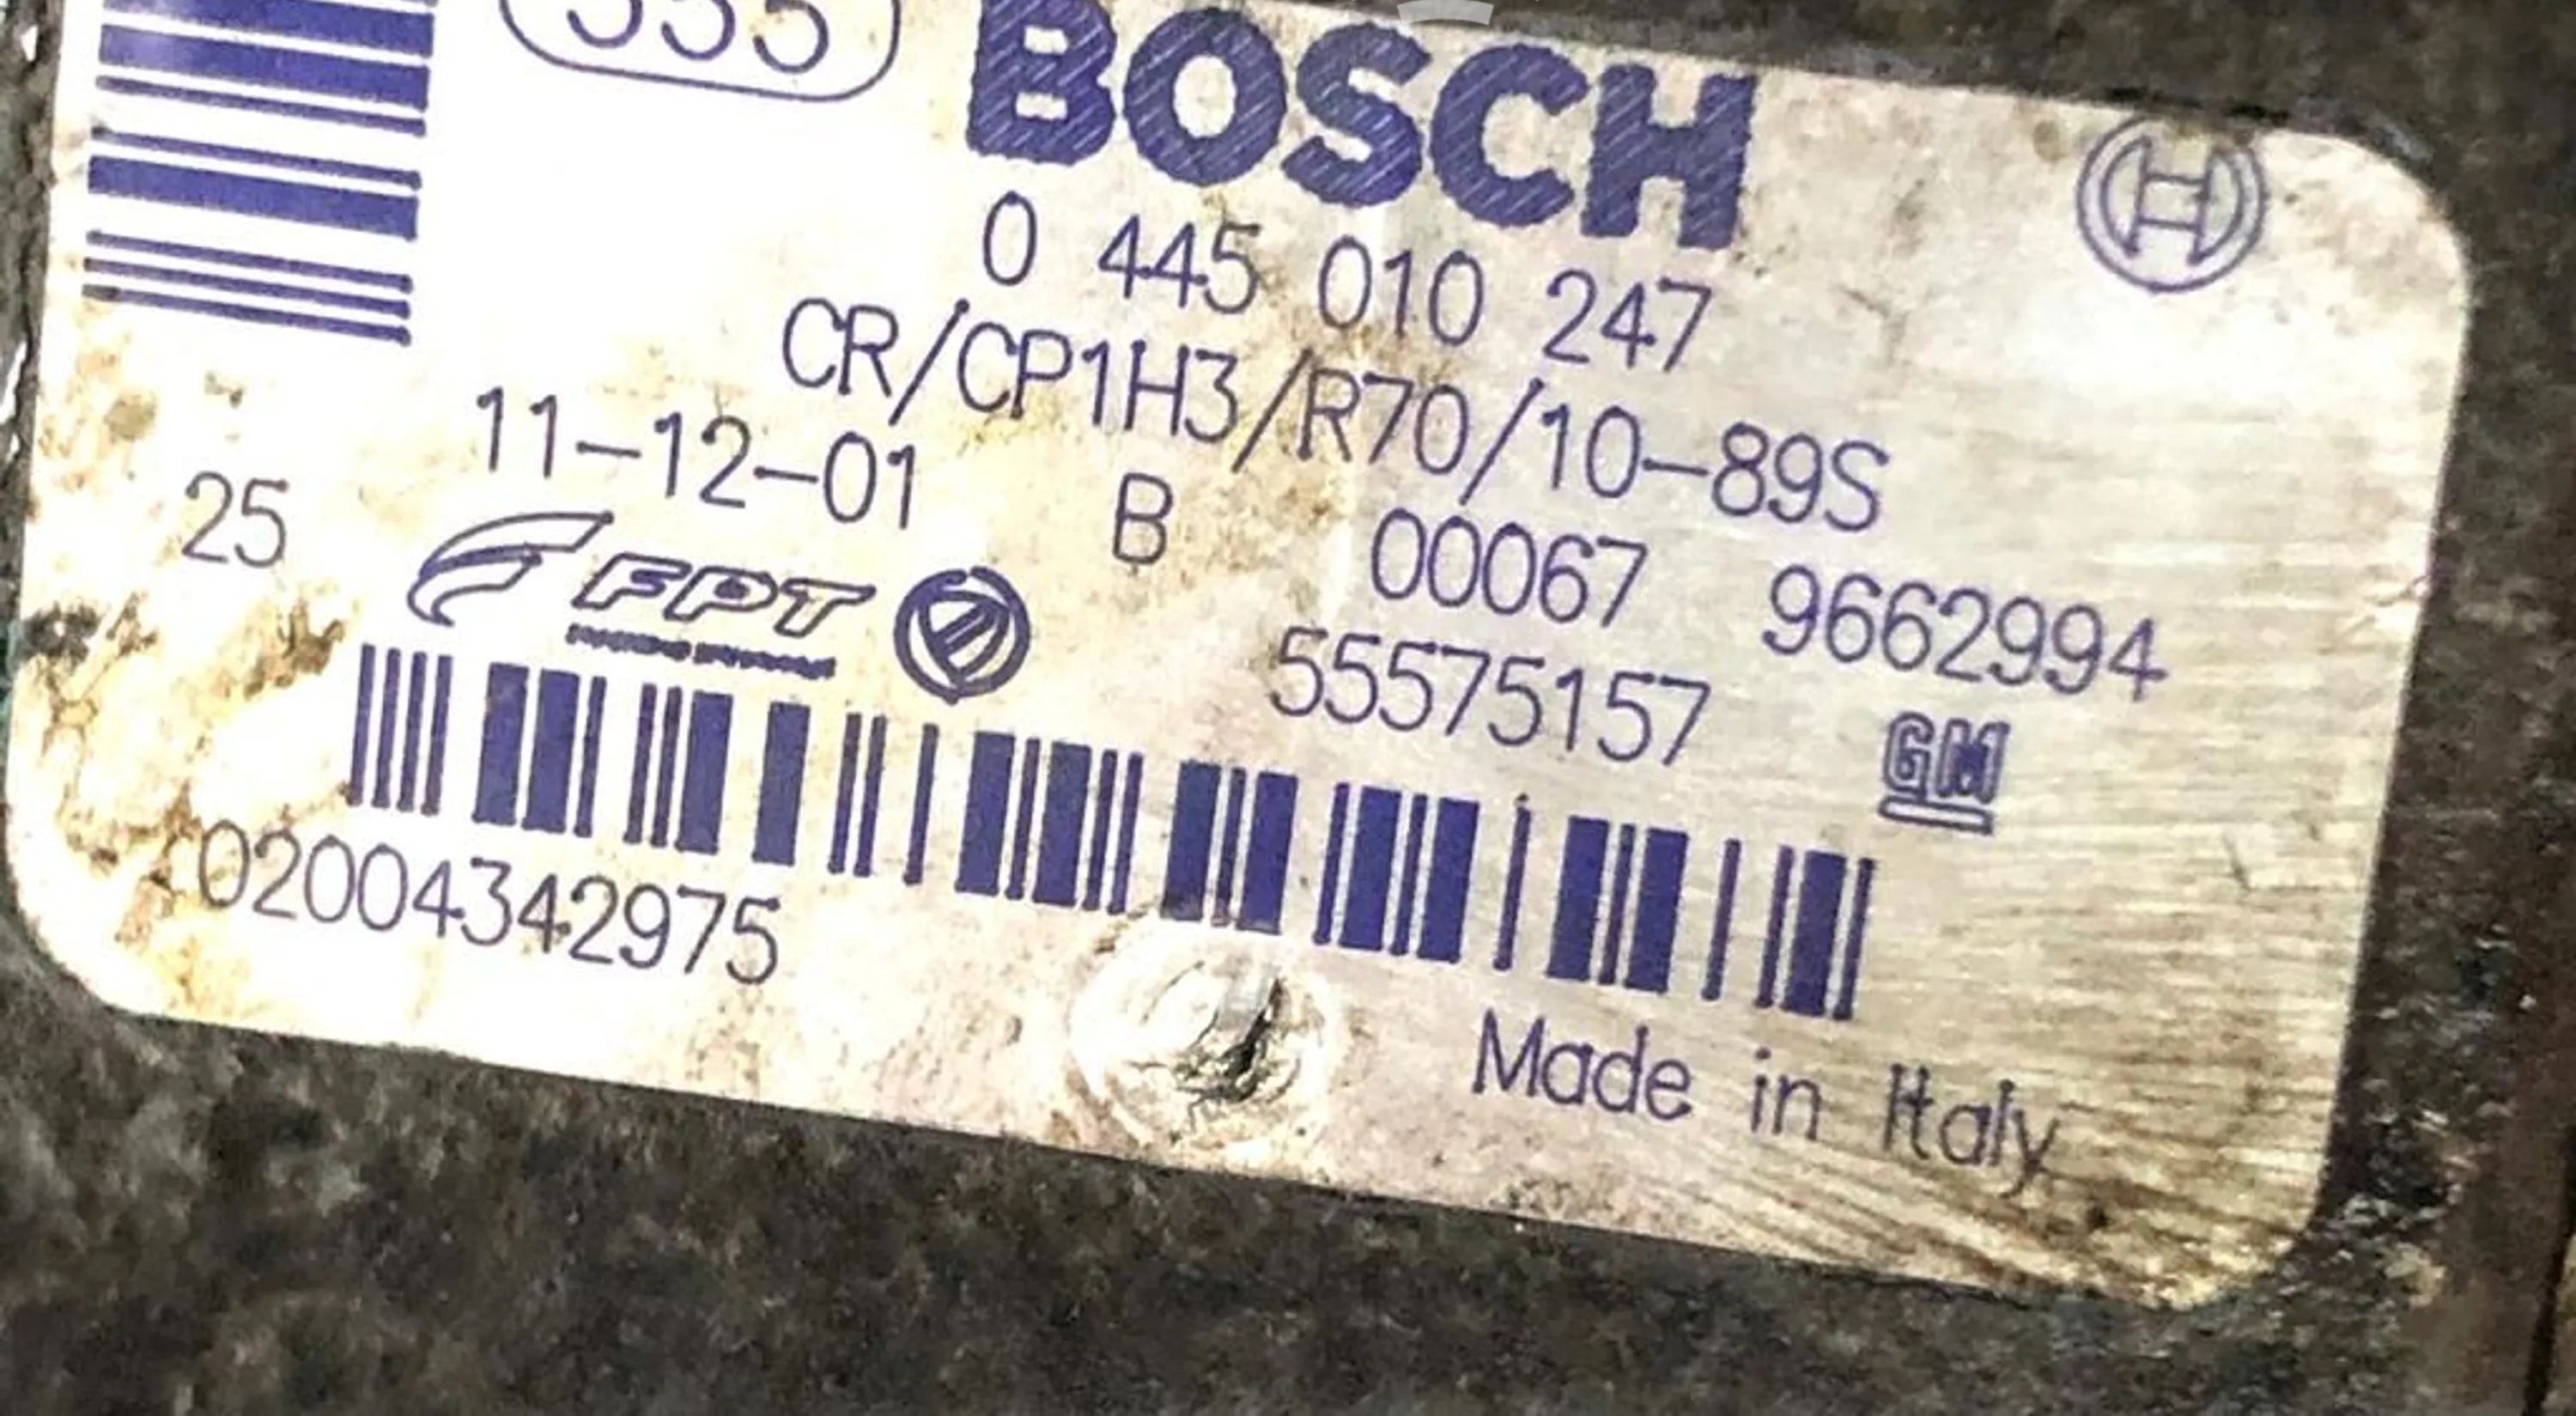 555
BOSCH
0 445 010 247
CR/CP1H3/R70/10-89S
11-12-01 B 00067 9662994
25 FPT 55575157 GM
02004342975
Made in Italy